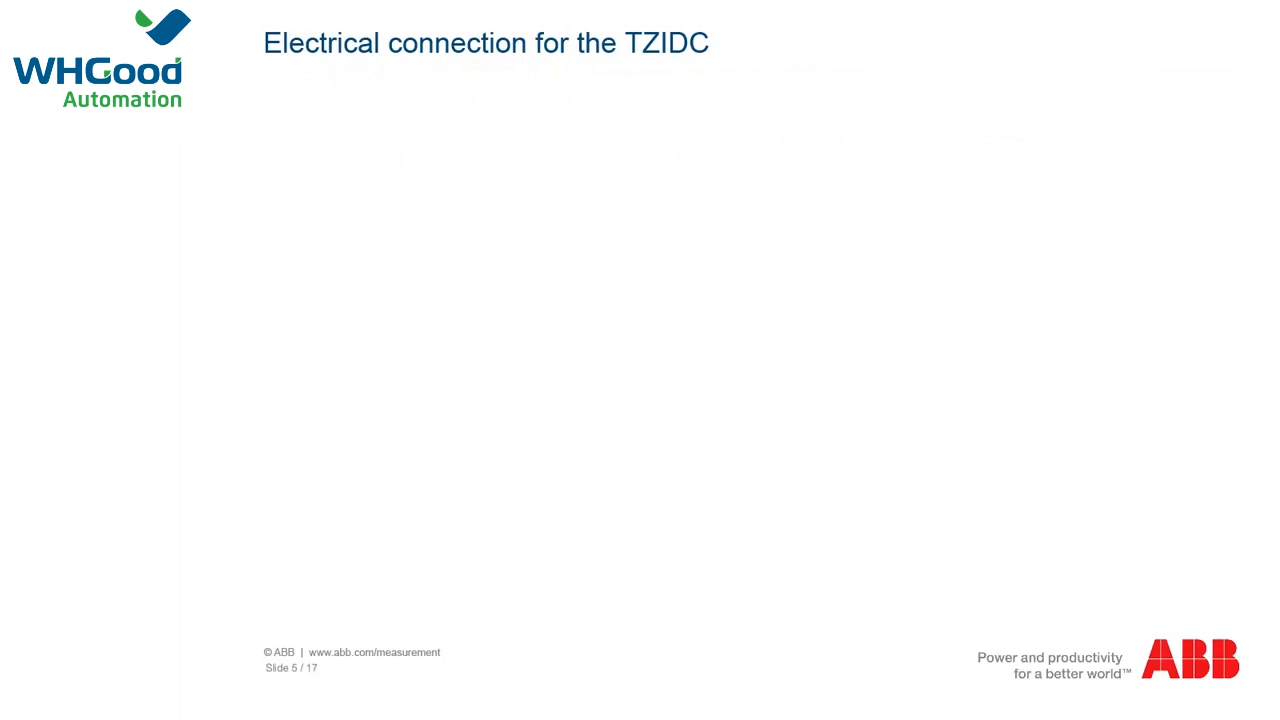 WHGood
Automation
Electrical connection for the TZIDC
© ABB | www.abb.com/measurement
Slide 5 / 17
Power and productivity
for a better world™
ABB